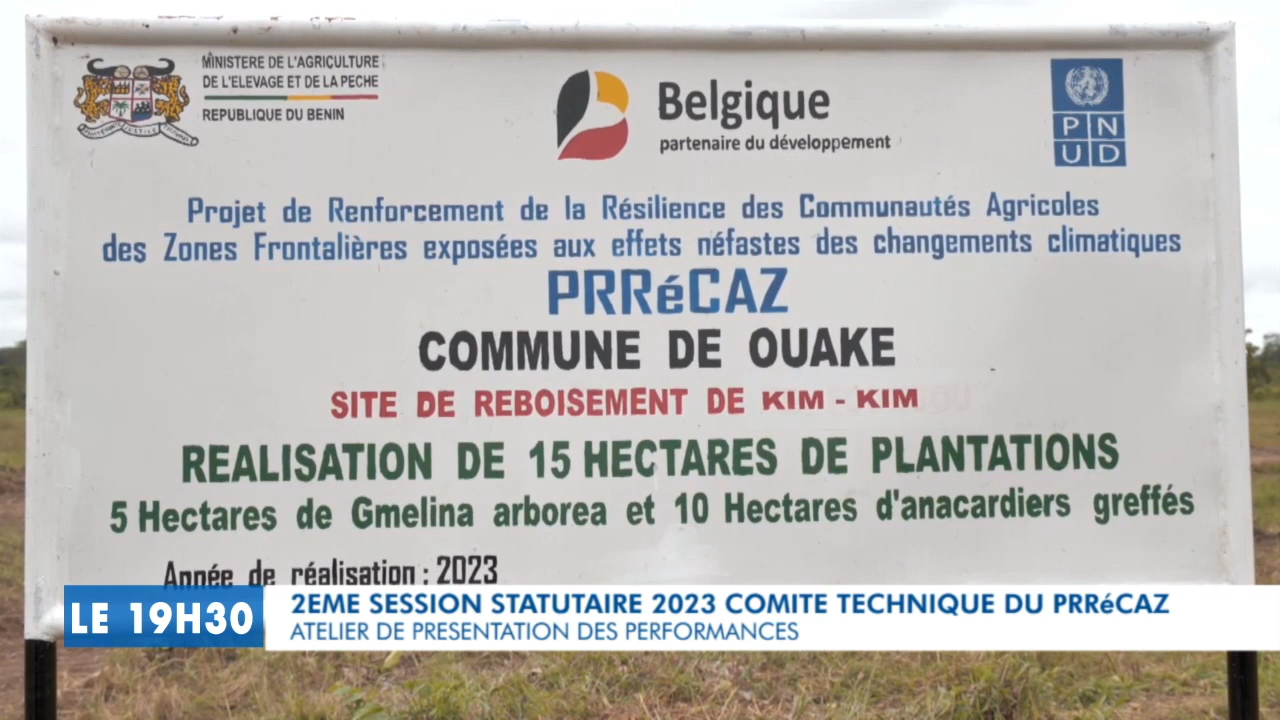 MINISTERE DE L'AGRICULTURE
DE L'ELEVAGE ET DE LA PECHE
REPUBLIQUE DU BENIN
Belgique
partenaire du développement
PN
UD
Projet de Renforcement de la Résilience des Communautés Agricoles
des Zones Frontalières exposées aux effets néfastes des changements climatiques
PRRéCAZ
COMMUNE DE OUAKE
SITE DE REBOISEMENT DE KIM - KIM
REALISATION DE 15 HECTARES DE PLANTATIONS
5 Hectares de Gmelina arborea et 10 Hectares d'anacardiers greffés
Année de réalisation : 2023
LE 19H30
2EME SESSION STATUTAIRE 2023 COMITE TECHNIQUE DU PRRéCAZ
ATELIER DE PRESENTATION DES PERFORMANCES